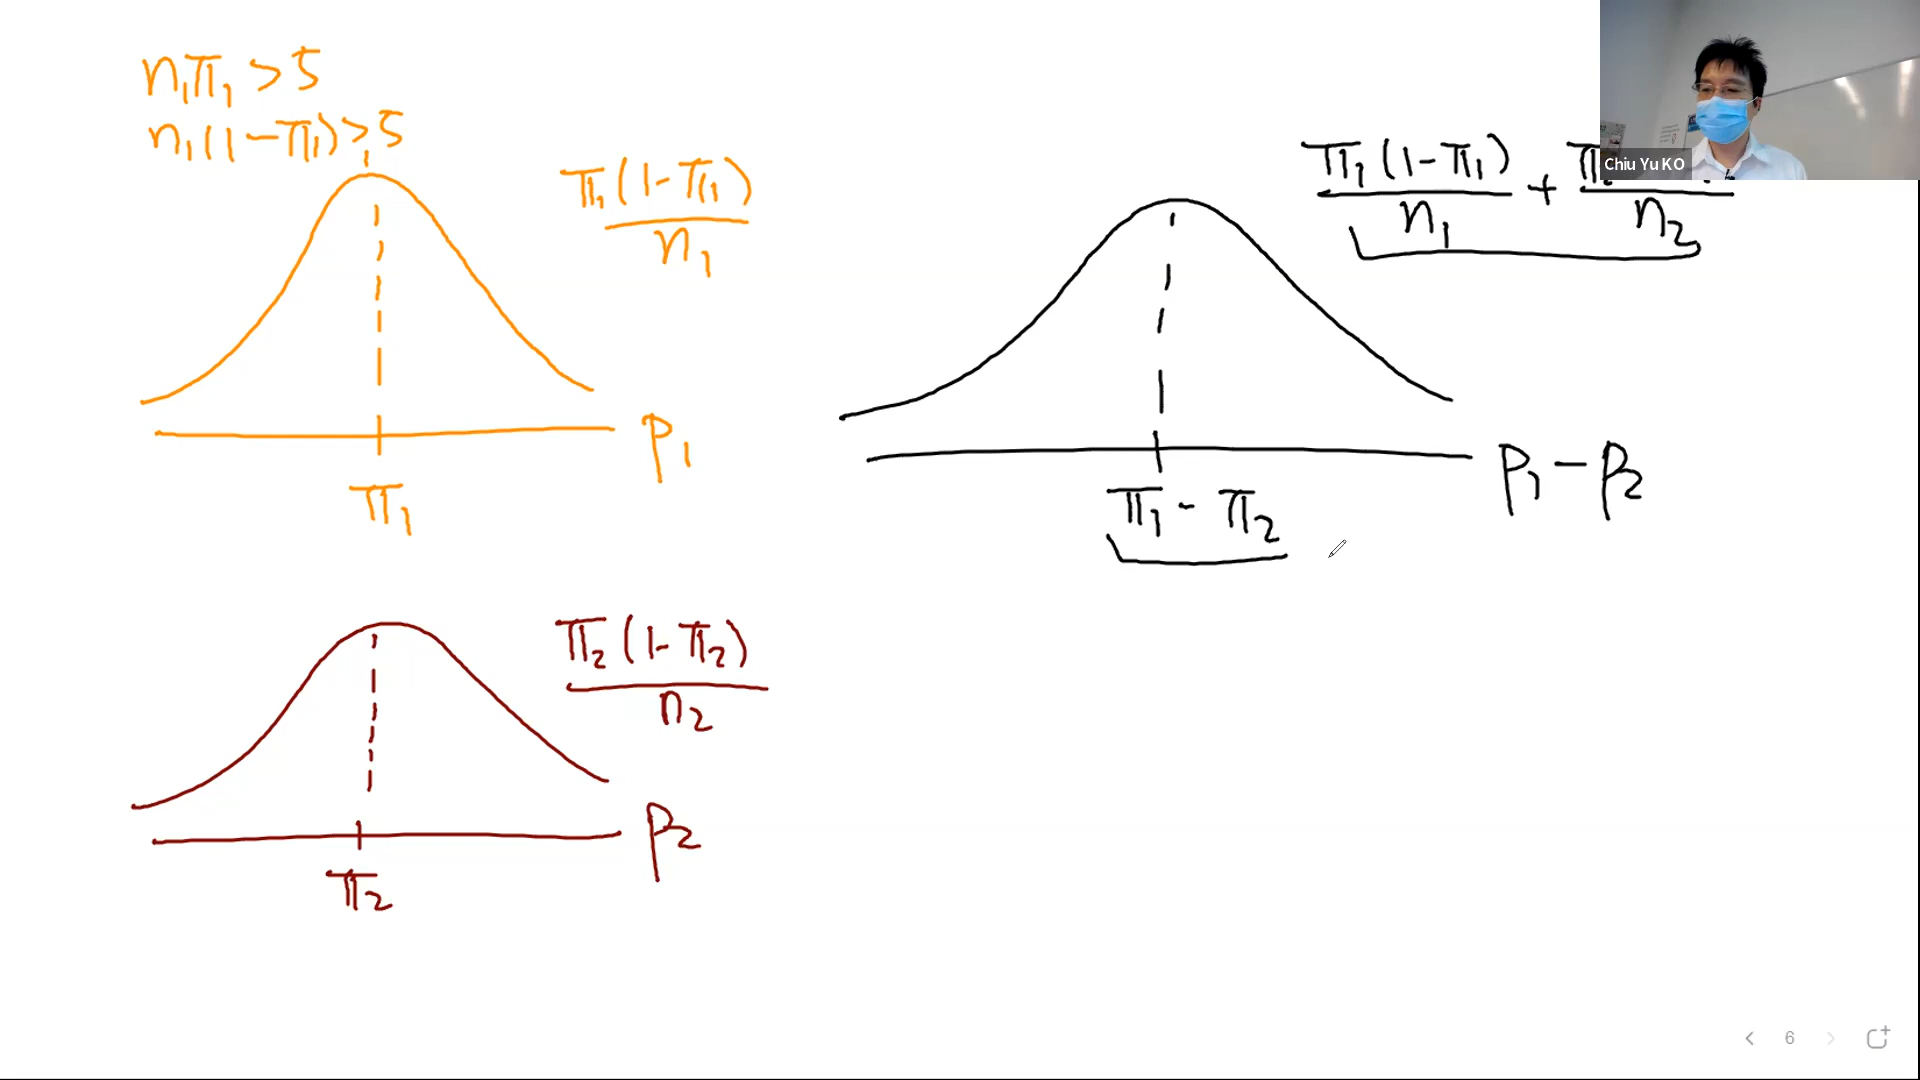 n₁π₁ > 5
n₁(1-π₁) > 5
π₁(1-π₁)
n₁
p₁
π₁
π₂(1-π₂)
n₂
p₂
π₂
π₁(1-π₁) + π₂
n₁ n₂
p₁ - p₂
π₁ - π₂
Chiu Yu KO
6